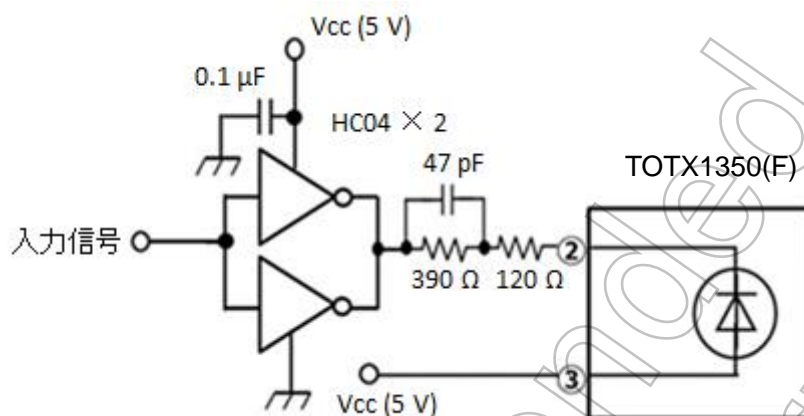 Vcc (5 V)
0.1 μF
HC04 × 2
47 pF
TOTX1350(F)
入力信号
390 Ω
120 Ω
2
3
Vcc (5 V)